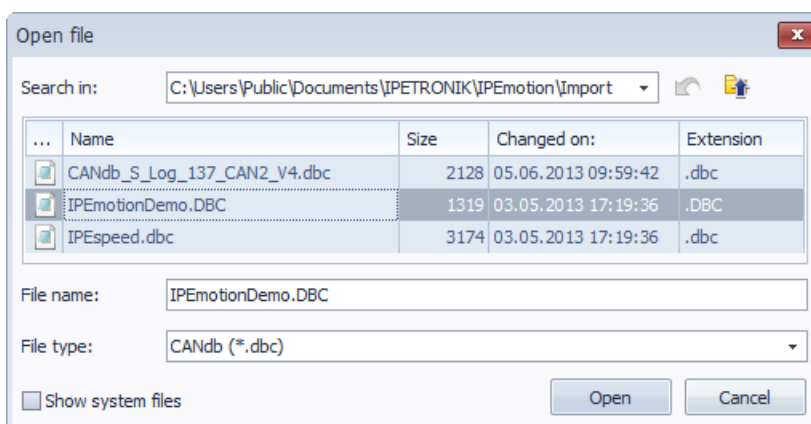 Open file
x
Search in: C:\Users\Public\Documents\IPETRONIK\IPEmotion\Import
... Name Size Changed on: Extension
CANdb_S_Log_137_CAN2_V4.dbc 2128 05.06.2013 09:59:42 .dbc
IPEmotionDemo.DBC 1319 03.05.2013 17:19:36 .DBC
IPEspeed.dbc 3174 03.05.2013 17:19:36 .dbc
File name: IPEmotionDemo.DBC
File type: CANdb (*.dbc)
Show system files Open Cancel